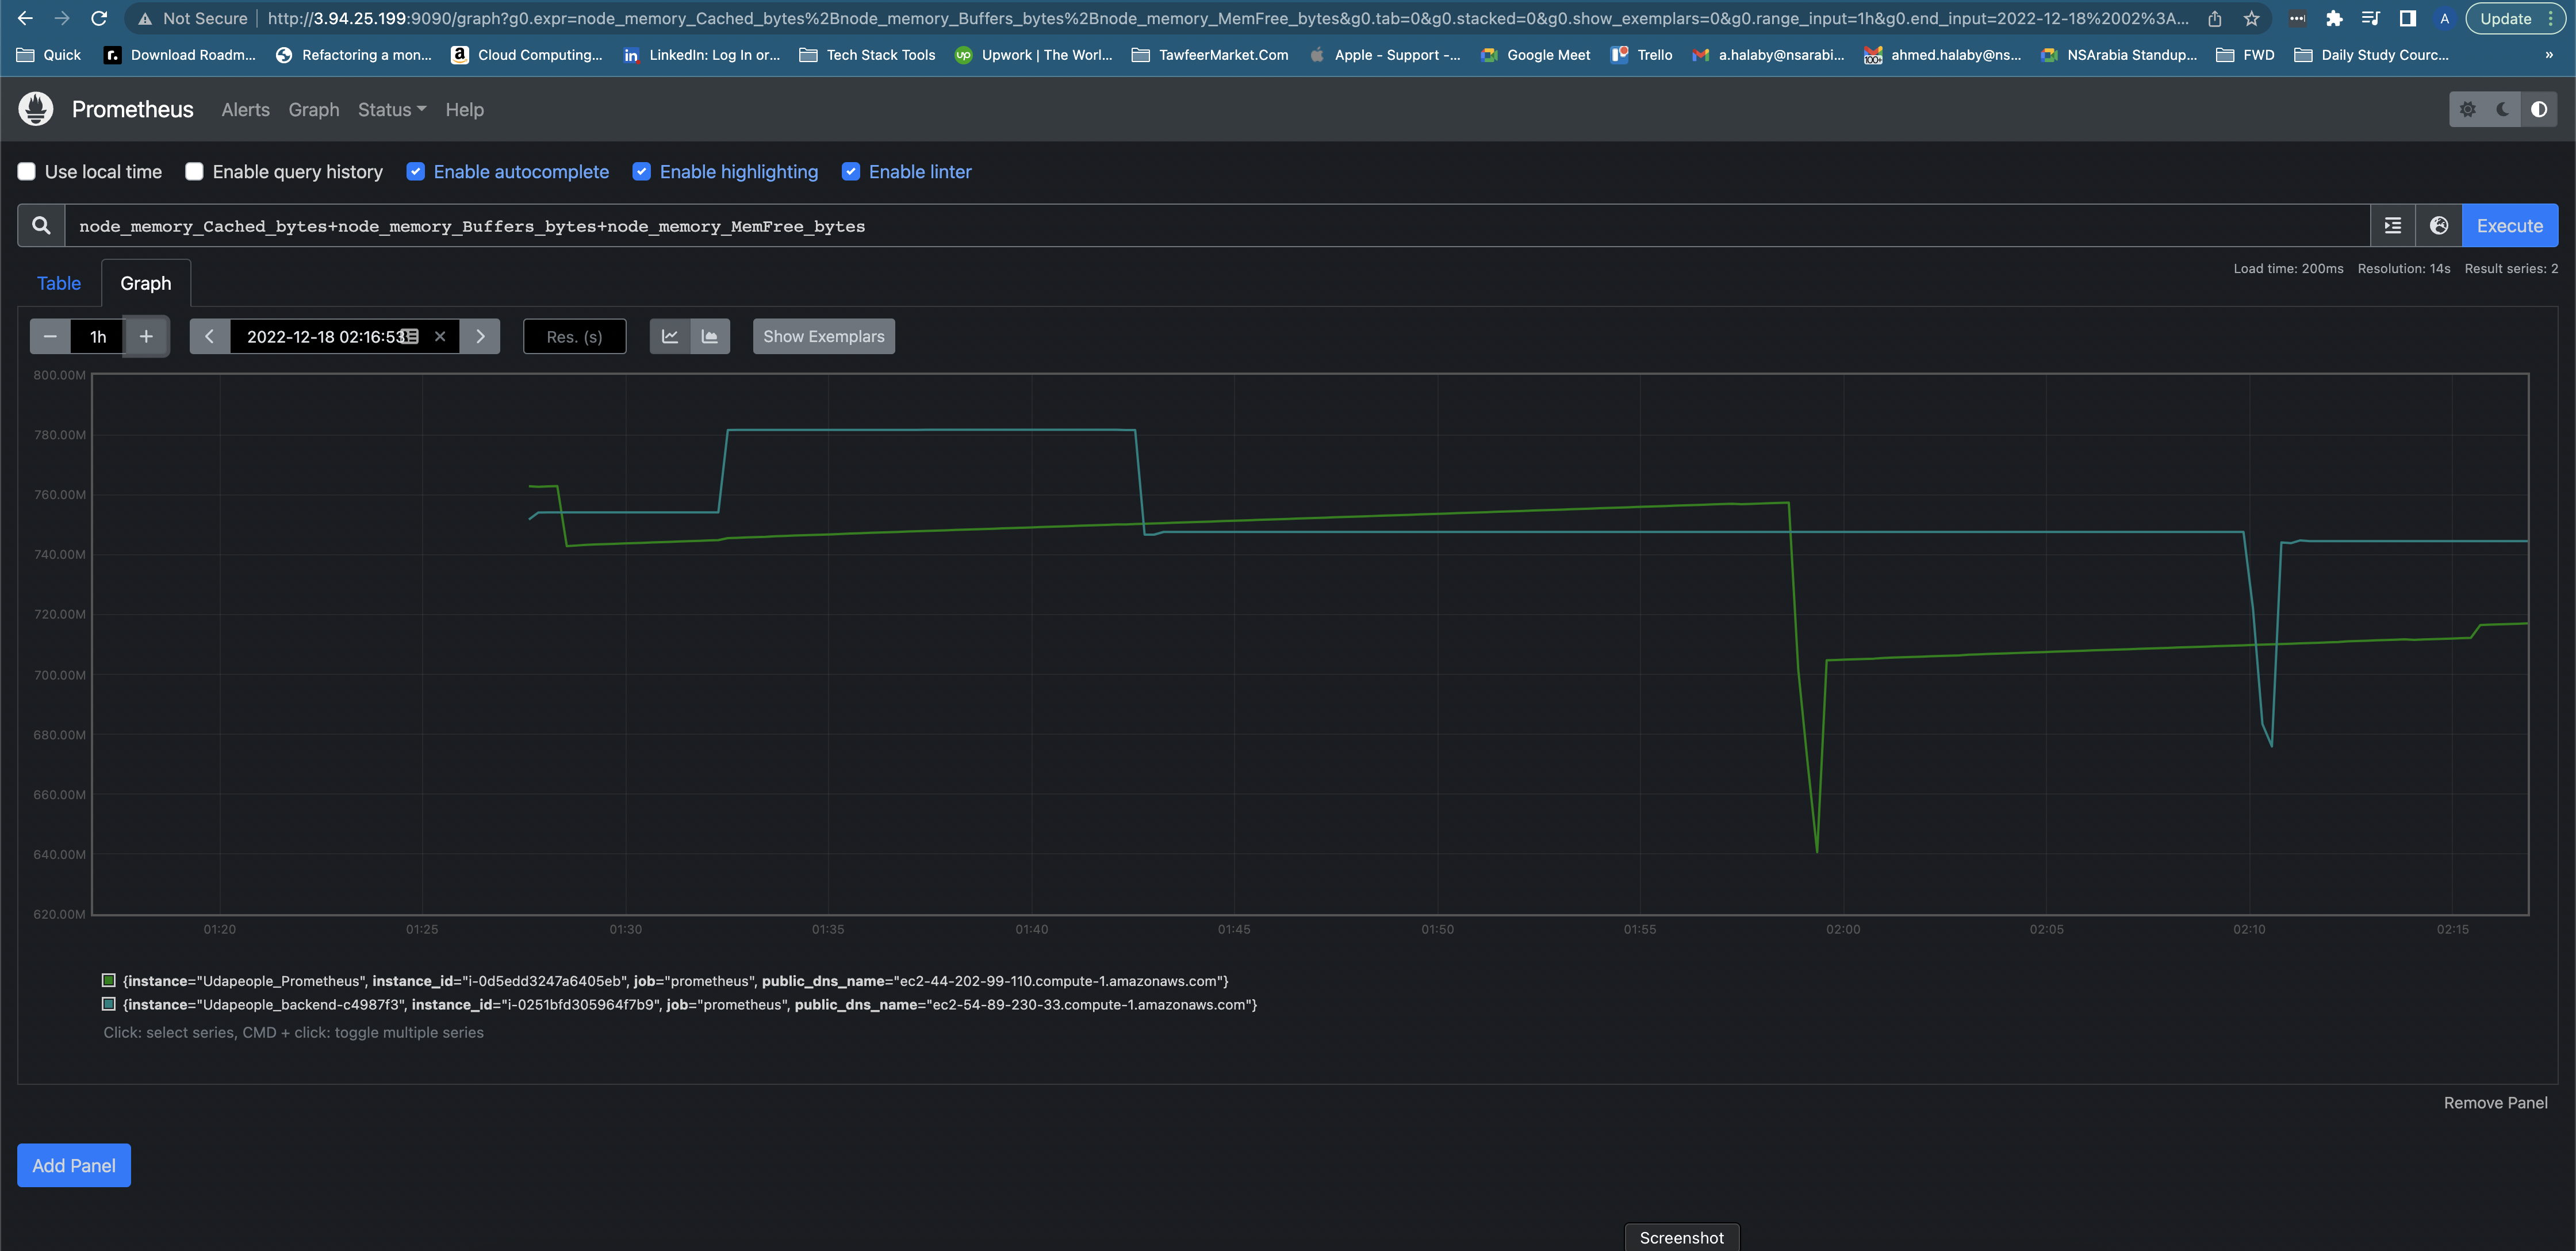 Not Secure | http://3.94.25.199:9090/graph?g0.expr=node_memory_Cached_bytes%2Bnode_memory_Buffers_bytes%2Bnode_memory_MemFree_bytes&g0.tab=0&g0.stacked=0&g0.show_exemplars=0&g0.range_input=1h&g0.end_input=2022-12-18%2002%3A... A Update
Quick r. Download Roadm... Refactoring a mon... a Cloud Computing... in LinkedIn: Log In or... Tech Stack Tools up Upwork | The Worl... TawfeerMarket.Com Apple - Support -... Google Meet Trello a.halaby@nsarabi... 100+ ahmed.halaby@ns... NSArabia Standup... FWD Daily Study Courc... »
Prometheus Alerts Graph Status Help
Use local time Enable query history Enable autocomplete Enable highlighting Enable linter
node_memory_Cached_bytes+node_memory_Buffers_bytes+node_memory_MemFree_bytes Execute
Load time: 200ms Resolution: 14s Result series: 2
Table Graph
− 1h + 2022-12-18 02:16:53 Res. (s) Show Exemplars
800.00M
780.00M
760.00M
740.00M
720.00M
700.00M
680.00M
660.00M
640.00M
620.00M
01:20 01:25 01:30 01:35 01:40 01:45 01:50 01:55 02:00 02:05 02:10 02:15
{instance="Udapeople_Prometheus", instance_id="i-0d5edd3247a6405eb", job="prometheus", public_dns_name="ec2-44-202-99-110.compute-1.amazonaws.com"}
{instance="Udapeople_backend-c4987f3", instance_id="i-0251bfd305964f7b9", job="prometheus", public_dns_name="ec2-54-89-230-33.compute-1.amazonaws.com"}
Click: select series, CMD + click: toggle multiple series
Remove Panel
Add Panel
Screenshot